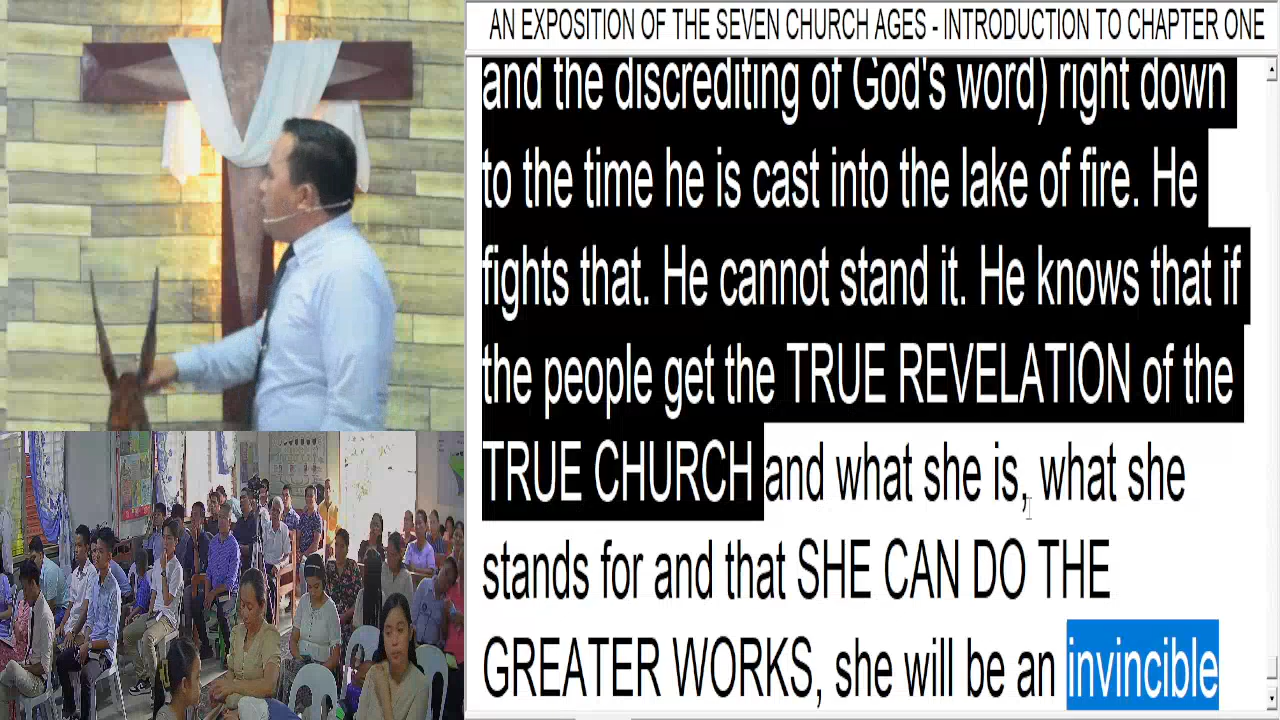 AN EXPOSITION OF THE SEVEN CHURCH AGES - INTRODUCTION TO CHAPTER ONE
and the discrediting of God's word) right down
to the time he is cast into the lake of fire. He
fights that. He cannot stand it. He knows that if
the people get the TRUE REVELATION of the
TRUE CHURCH and what she is, what she
stands for and that SHE CAN DO THE
GREATER WORKS, she will be an invincible